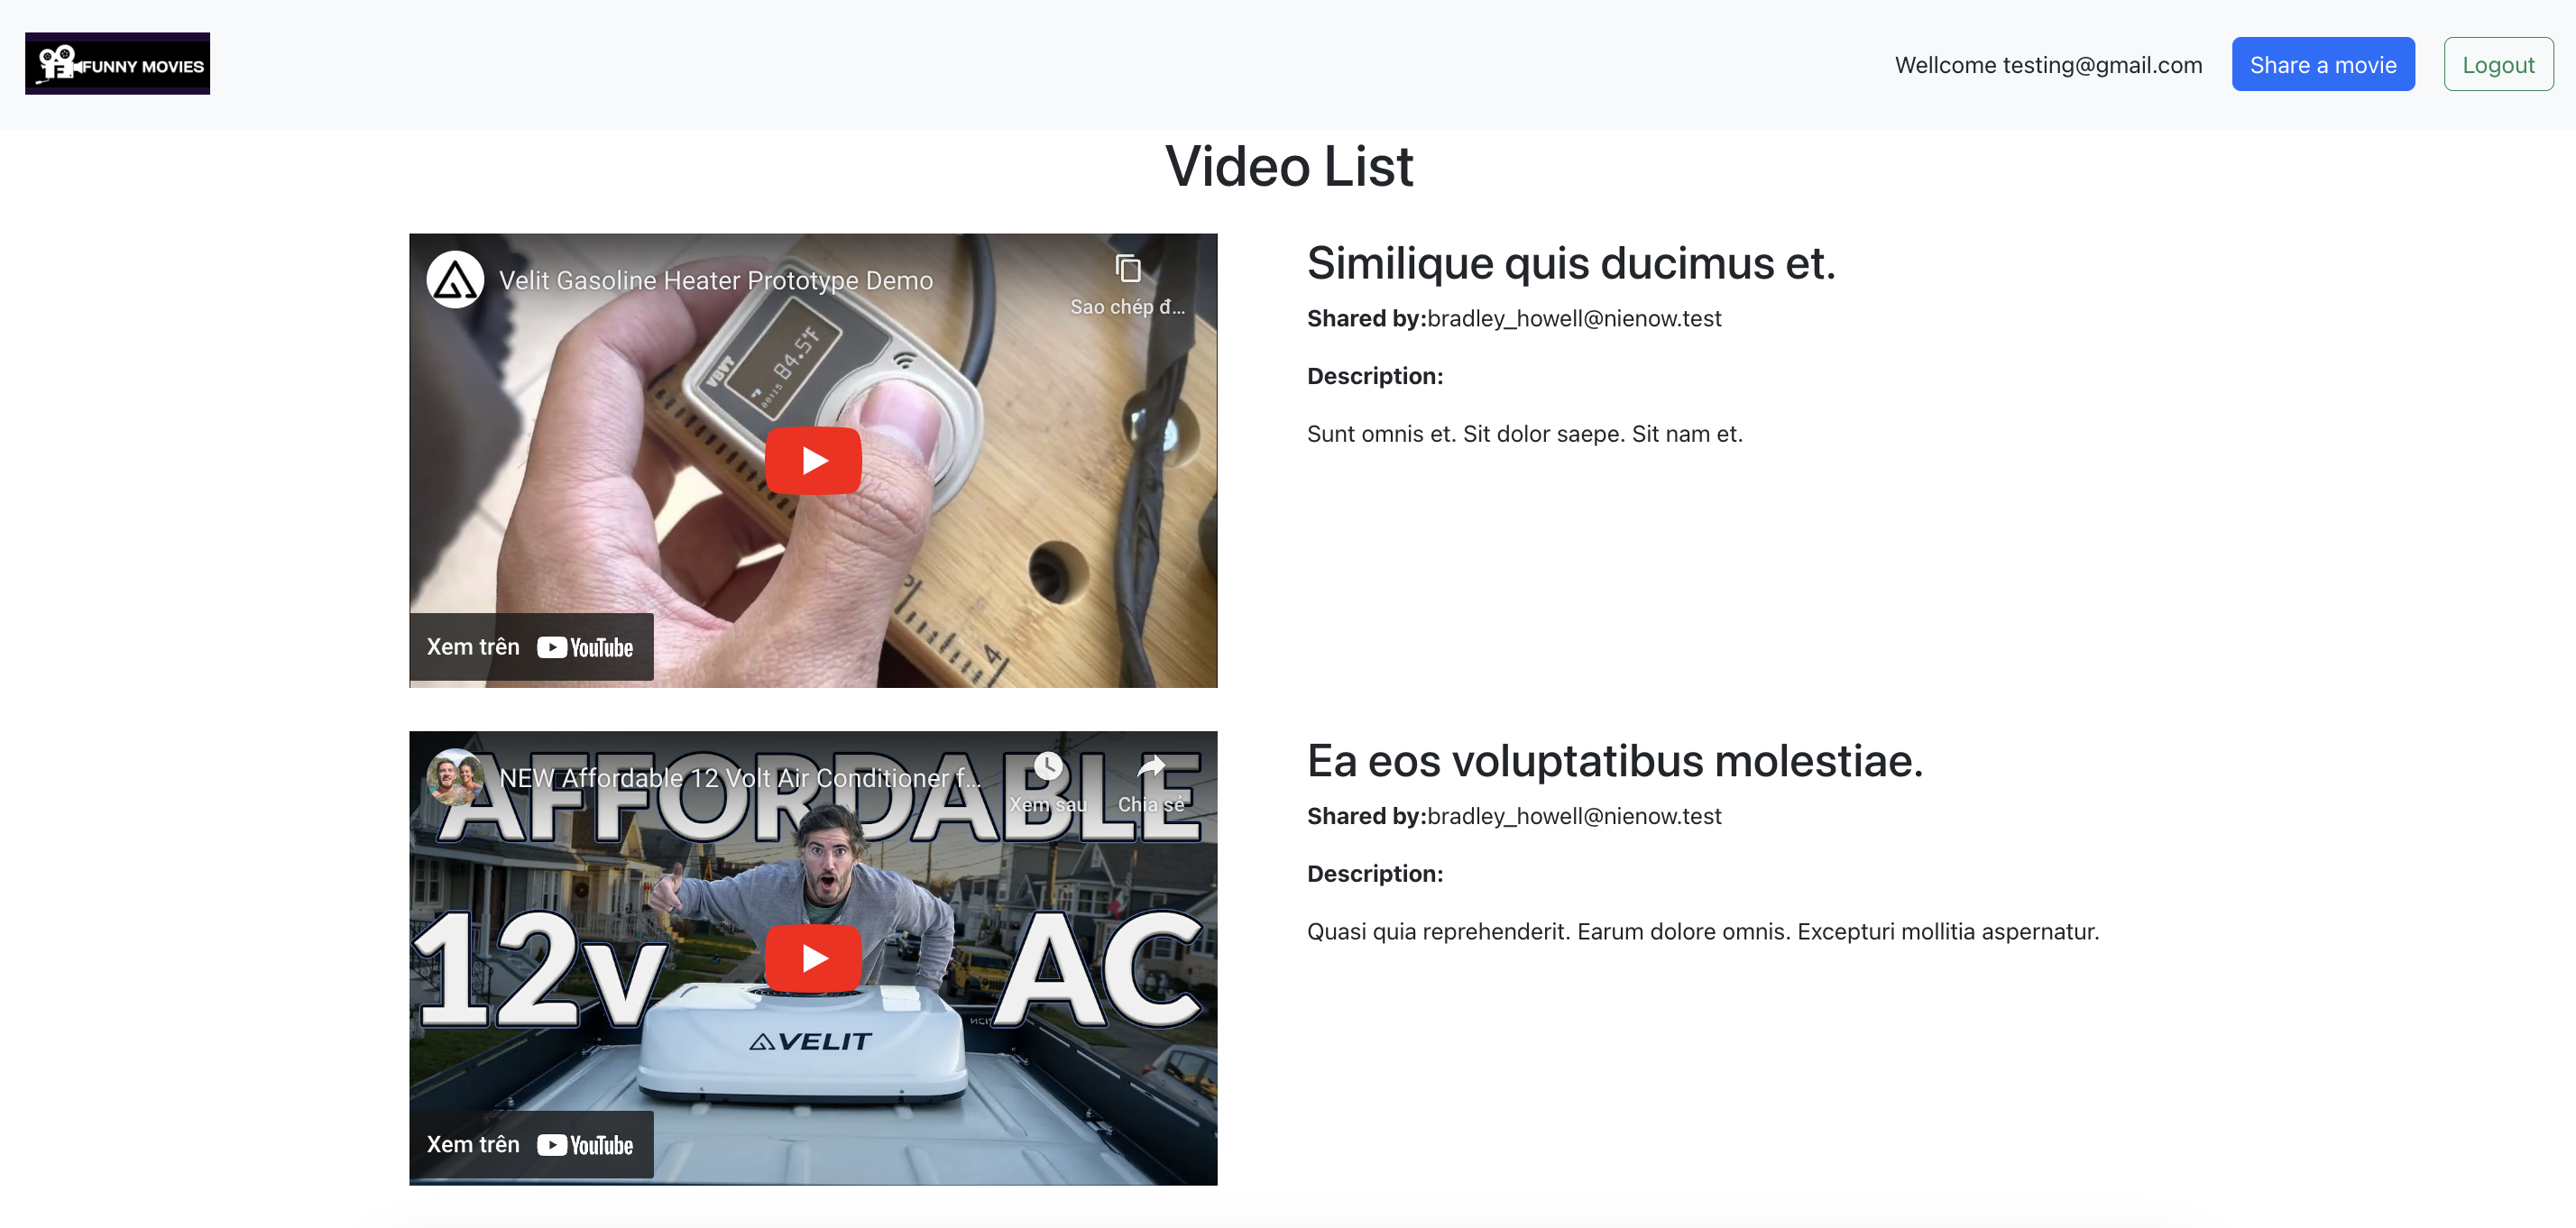 FUNNY MOVIES
Wellcome testing@gmail.com
Share a movie
Logout
Video List
Velit Gasoline Heater Prototype Demo
Sao chép đ...
VBVT
84.5°F
00:15
4
Xem trên YouTube
Similique quis ducimus et.
Shared by:bradley_howell@nienow.test
Description:
Sunt omnis et. Sit dolor saepe. Sit nam et.
NEW Affordable 12 Volt Air Conditioner f...
Xem sau
Chia sẻ
AFFORDABLE
12v AC
VELIT
Xem trên YouTube
Ea eos voluptatibus molestiae.
Shared by:bradley_howell@nienow.test
Description:
Quasi quia reprehenderit. Earum dolore omnis. Excepturi mollitia aspernatur.